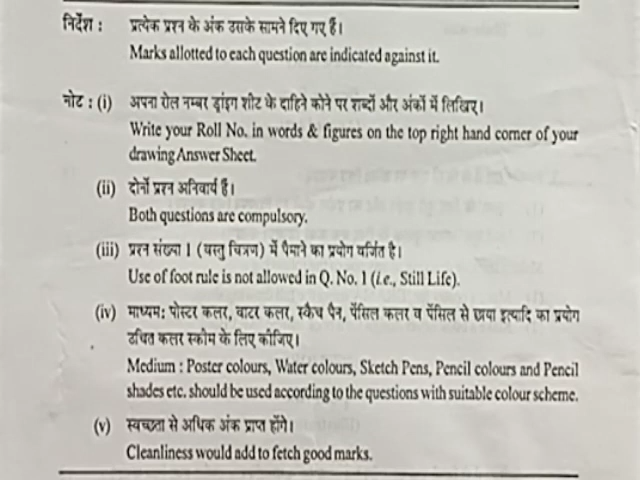 निर्देश : प्रत्येक प्रश्न के अंक उसके सामने दिए गए हैं।
Marks allotted to each question are indicated against it.
नोट : (i) अपना रोल नम्बर ड्राइंग शीट के दाहिने कोने पर शब्दों और अंकों में लिखिए।
Write your Roll No. in words & figures on the top right hand corner of your
drawing Answer Sheet.
(ii) दोनों प्रश्न अनिवार्य हैं।
Both questions are compulsory.
(iii) प्रश्न संख्या 1 (वस्तु चित्रण) में पैमाने का प्रयोग वर्जित है।
Use of foot rule is not allowed in Q. No. 1 (i.e., Still Life).
(iv) माध्यम: पोस्टर कलर, वाटर कलर, स्कैच पैन, पेंसिल कलर व पेंसिल से छाया इत्यादि का प्रयोग
उचित कलर स्कीम के लिए कीजिए।
Medium : Poster colours, Water colours, Sketch Pens, Pencil colours and Pencil
shades etc. should be used according to the questions with suitable colour scheme.
(v) स्वच्छता से अधिक अंक प्राप्त होंगे।
Cleanliness would add to fetch good marks.